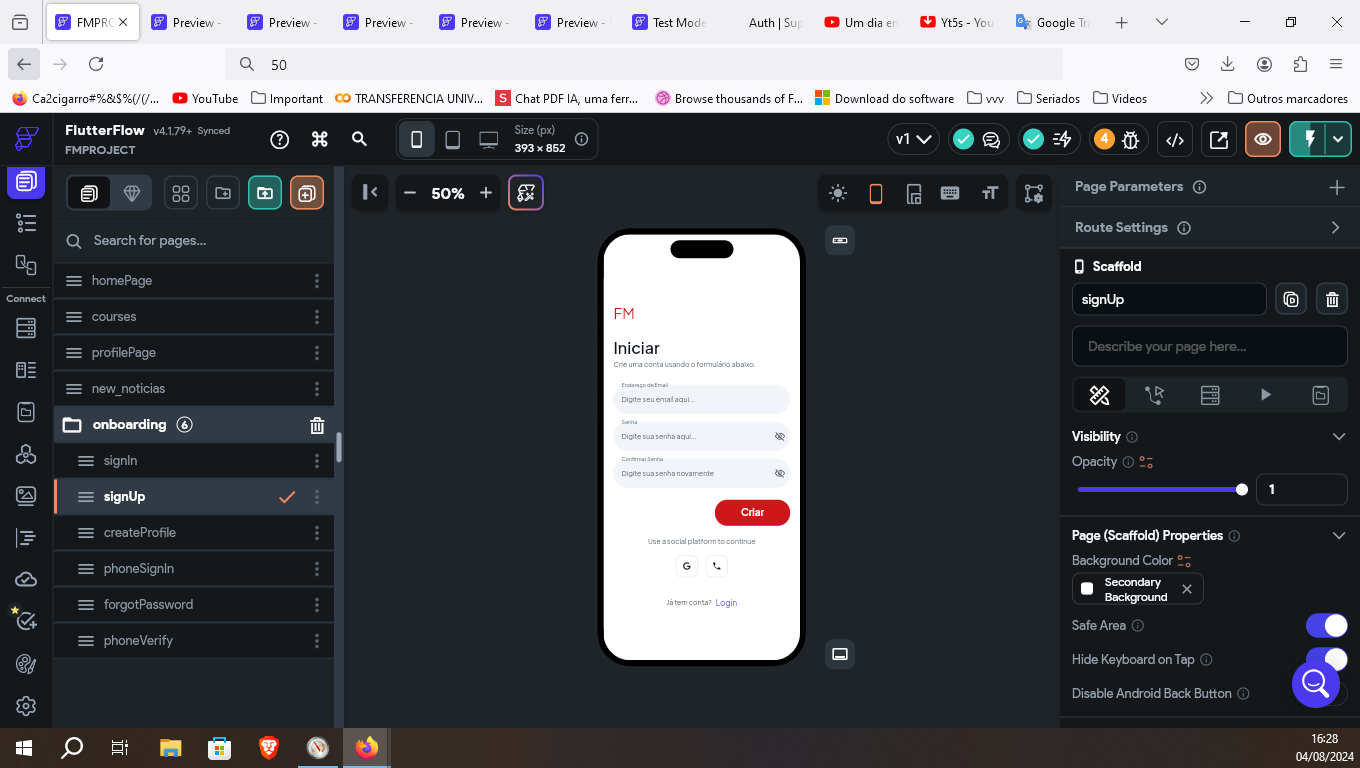 FMPRO
Preview -
Preview -
Preview -
Preview -
Preview -
Test Mode
Auth | Sup
Um dia en
Yt5s - You
Google Tra
50
Ca2cigarro#%&$%(/(/...
YouTube
Important
TRANSFERENCIA UNIV...
Chat PDF IA, uma ferr...
Browse thousands of F...
Download do software
vvv
Seriados
Videos
Outros marcadores
FlutterFlow v4.1.79+ Synced
FMPROJECT
Size (px)
393 × 852
v1
4
50%
Page Parameters
Route Settings
Search for pages...
Scaffold
signUp
Describe your page here...
Connect
homePage
courses
profilePage
new_noticias
onboarding 6
signIn
signUp
createProfile
phoneSignIn
forgotPassword
phoneVerify
FM
Iniciar
Crie uma conta usando o formulário abaixo.
Endereço de Email
Digite seu email aqui...
Senha
Digite sua senha aqui...
Confirmar Senha
Digite sua senha novamente
Criar
Use a social platform to continue
G
Já tem conta? Login
Visibility
Opacity
1
Page (Scaffold) Properties
Background Color
Secondary
Background
Safe Area
Hide Keyboard on Tap
Disable Android Back Button
16:28
04/08/2024